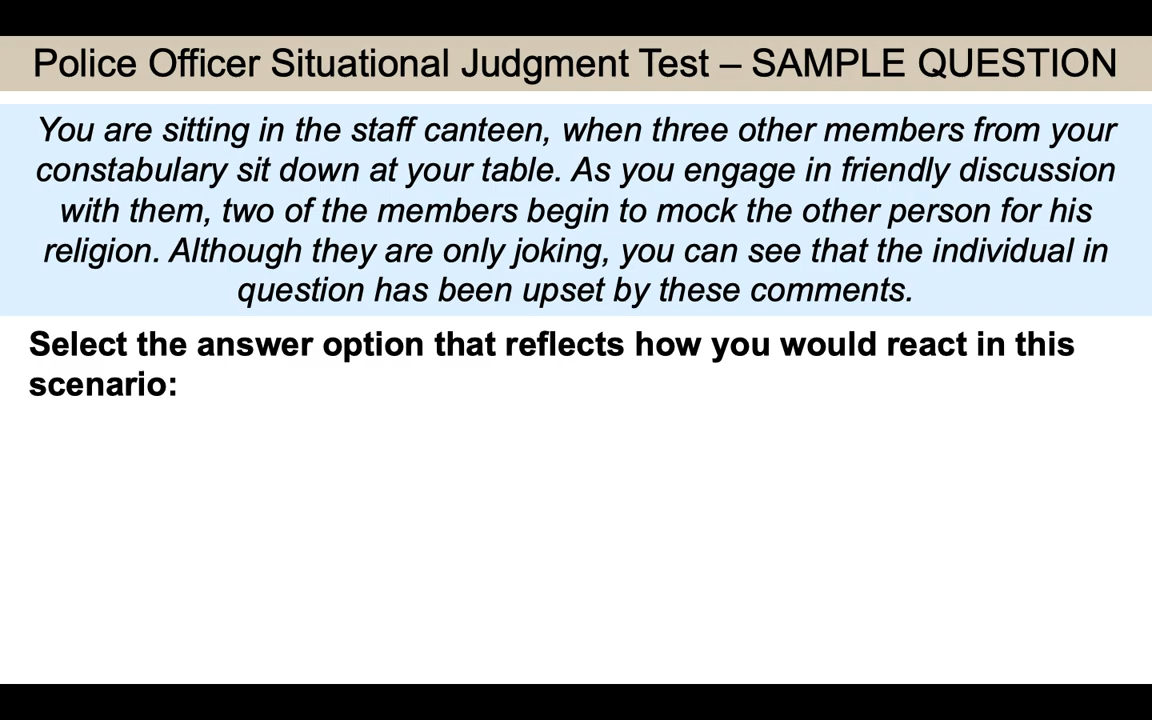 Police Officer Situational Judgment Test – SAMPLE QUESTION
You are sitting in the staff canteen, when three other members from your
constabulary sit down at your table. As you engage in friendly discussion
with them, two of the members begin to mock the other person for his
religion. Although they are only joking, you can see that the individual in
question has been upset by these comments.
Select the answer option that reflects how you would react in this
scenario: